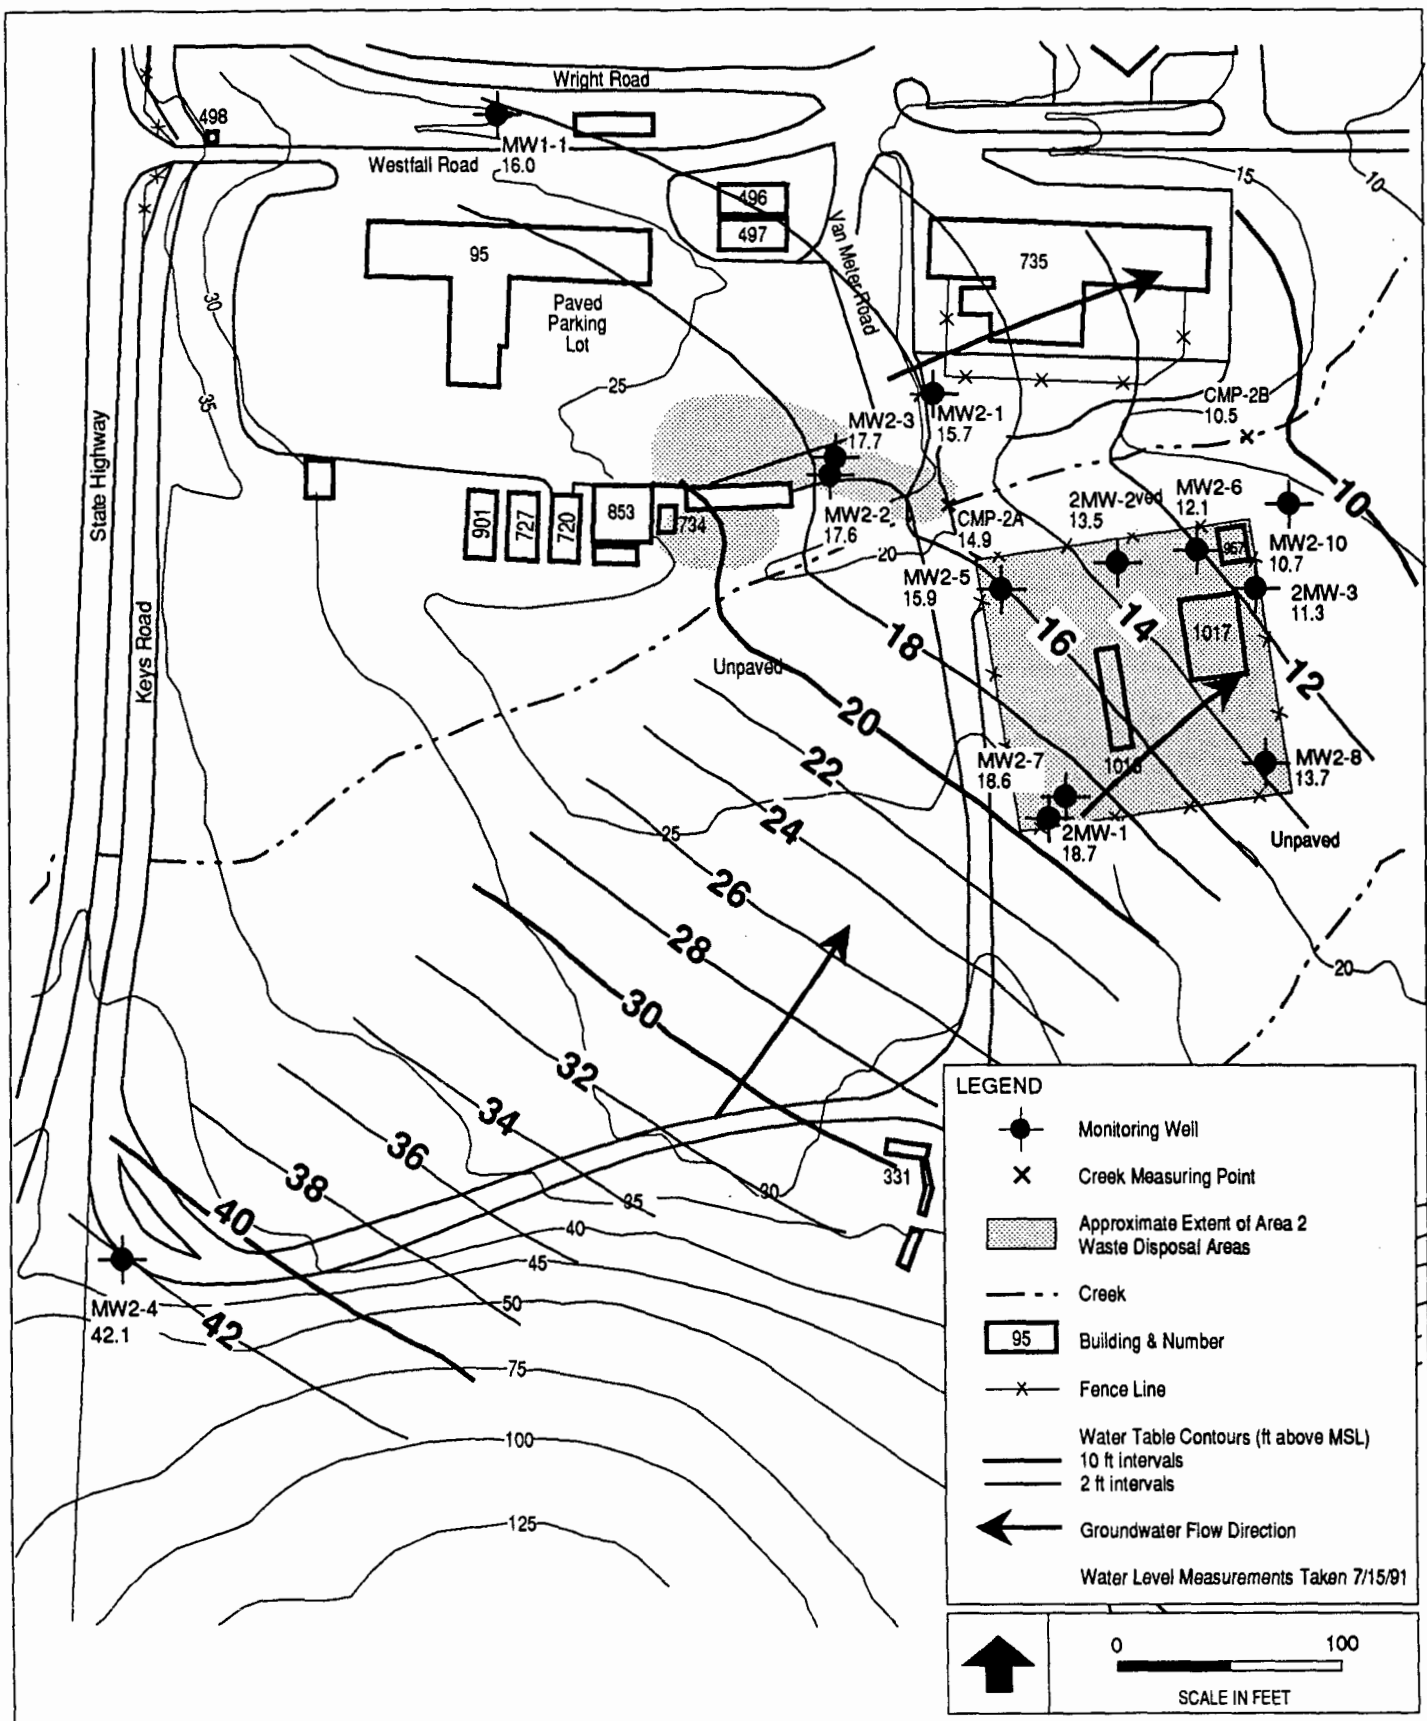 Wright Road
498
MW1-1
16.0
Westfall Road
496
497
15
10
95
Van Meter Road
735
Paved
Parking
Lot
30
35
25
CMP-2B
10.5
MW2-3
17.7
MW2-1
15.7
State Highway
10
2MW-2ved
13.5
MW2-6
12.1
901
727
720
853
734
MW2-2
17.6
CMP-2A
14.9
20
957
MW2-10
10.7
MW2-5
15.9
2MW-3
11.3
Keys Road
18
16
14
1017
12
Unpaved
20
22
MW2-7
18.6
MW2-8
13.7
24
25
2MW-1
18.7
Unpaved
26
28
20
30
32
34
36
38
40
30
35
331
40
45
MW2-4
42.1
42
50
75
100
125
LEGEND
Monitoring Well
Creek Measuring Point
Approximate Extent of Area 2
Waste Disposal Areas
Creek
95
Building & Number
Fence Line
Water Table Contours (ft above MSL)
10 ft intervals
2 ft intervals
Groundwater Flow Direction
Water Level Measurements Taken 7/15/91
0 100
SCALE IN FEET